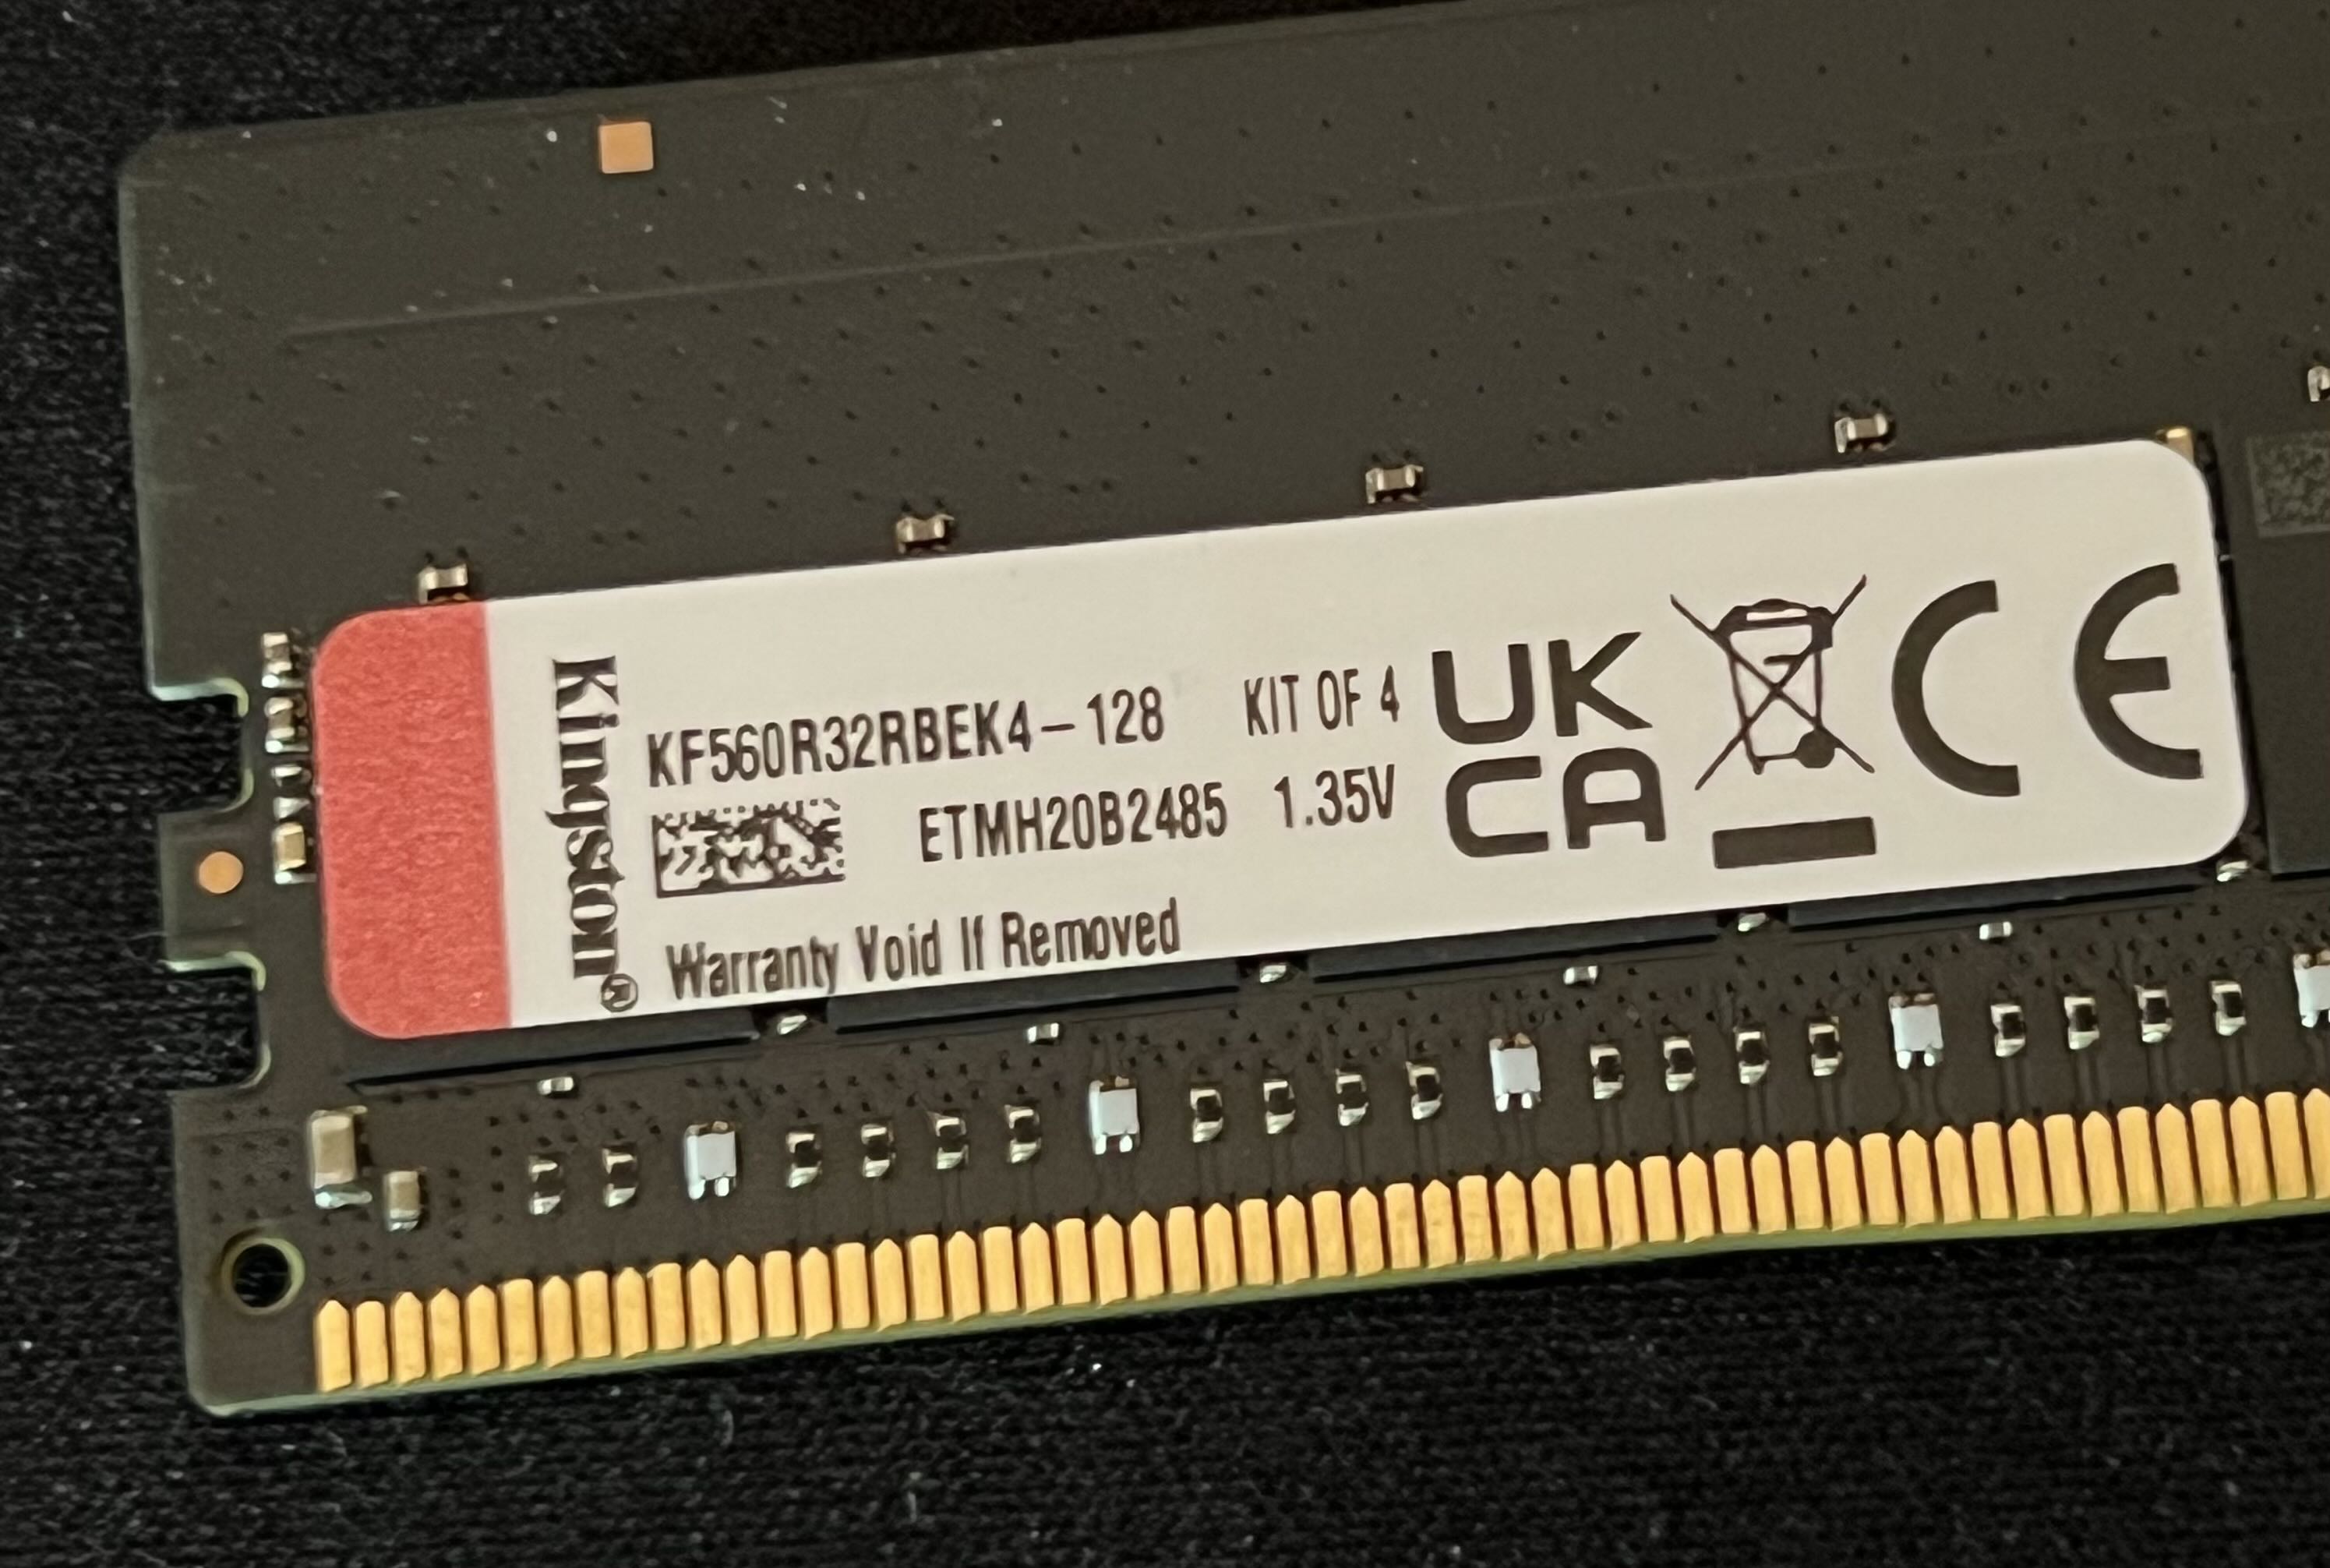 Kingston®
KF560R32RBEK4-128 KIT OF 4
ETMH20B2485 1.35V
Warranty Void If Removed
UK
CA
CE